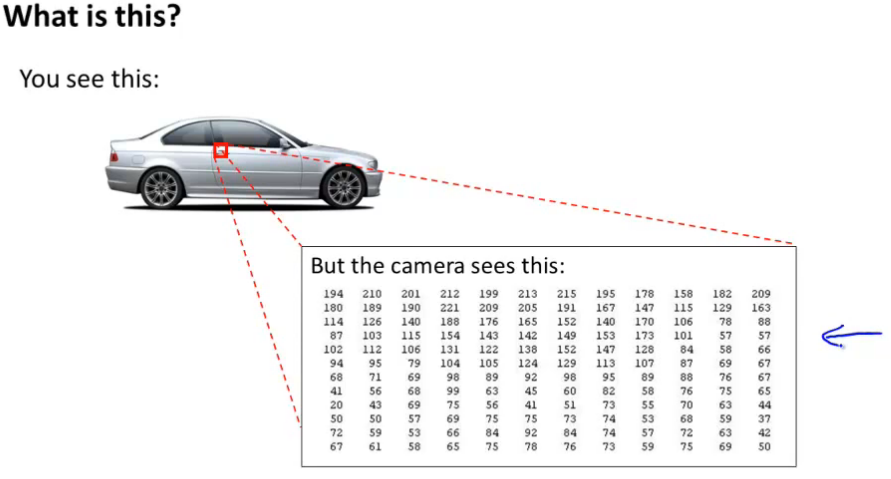 What is this?
You see this:
But the camera sees this:
194 210 201 212 199 213 215 195 178 158 182 209
180 189 190 221 209 205 191 167 147 115 129 163
114 126 140 188 176 165 152 140 170 106 78 88
87 103 115 154 143 142 149 153 173 101 57 57
102 112 106 131 122 138 152 147 128 84 58 66
94 95 79 104 105 124 129 113 107 87 69 67
68 71 69 98 89 92 98 95 89 88 76 67
41 56 68 99 63 45 60 82 58 76 75 65
20 43 69 75 56 41 51 73 55 70 63 44
50 50 57 69 75 75 73 74 53 68 59 37
72 59 53 66 84 92 84 74 57 72 63 42
67 61 58 65 75 78 76 73 59 75 69 50